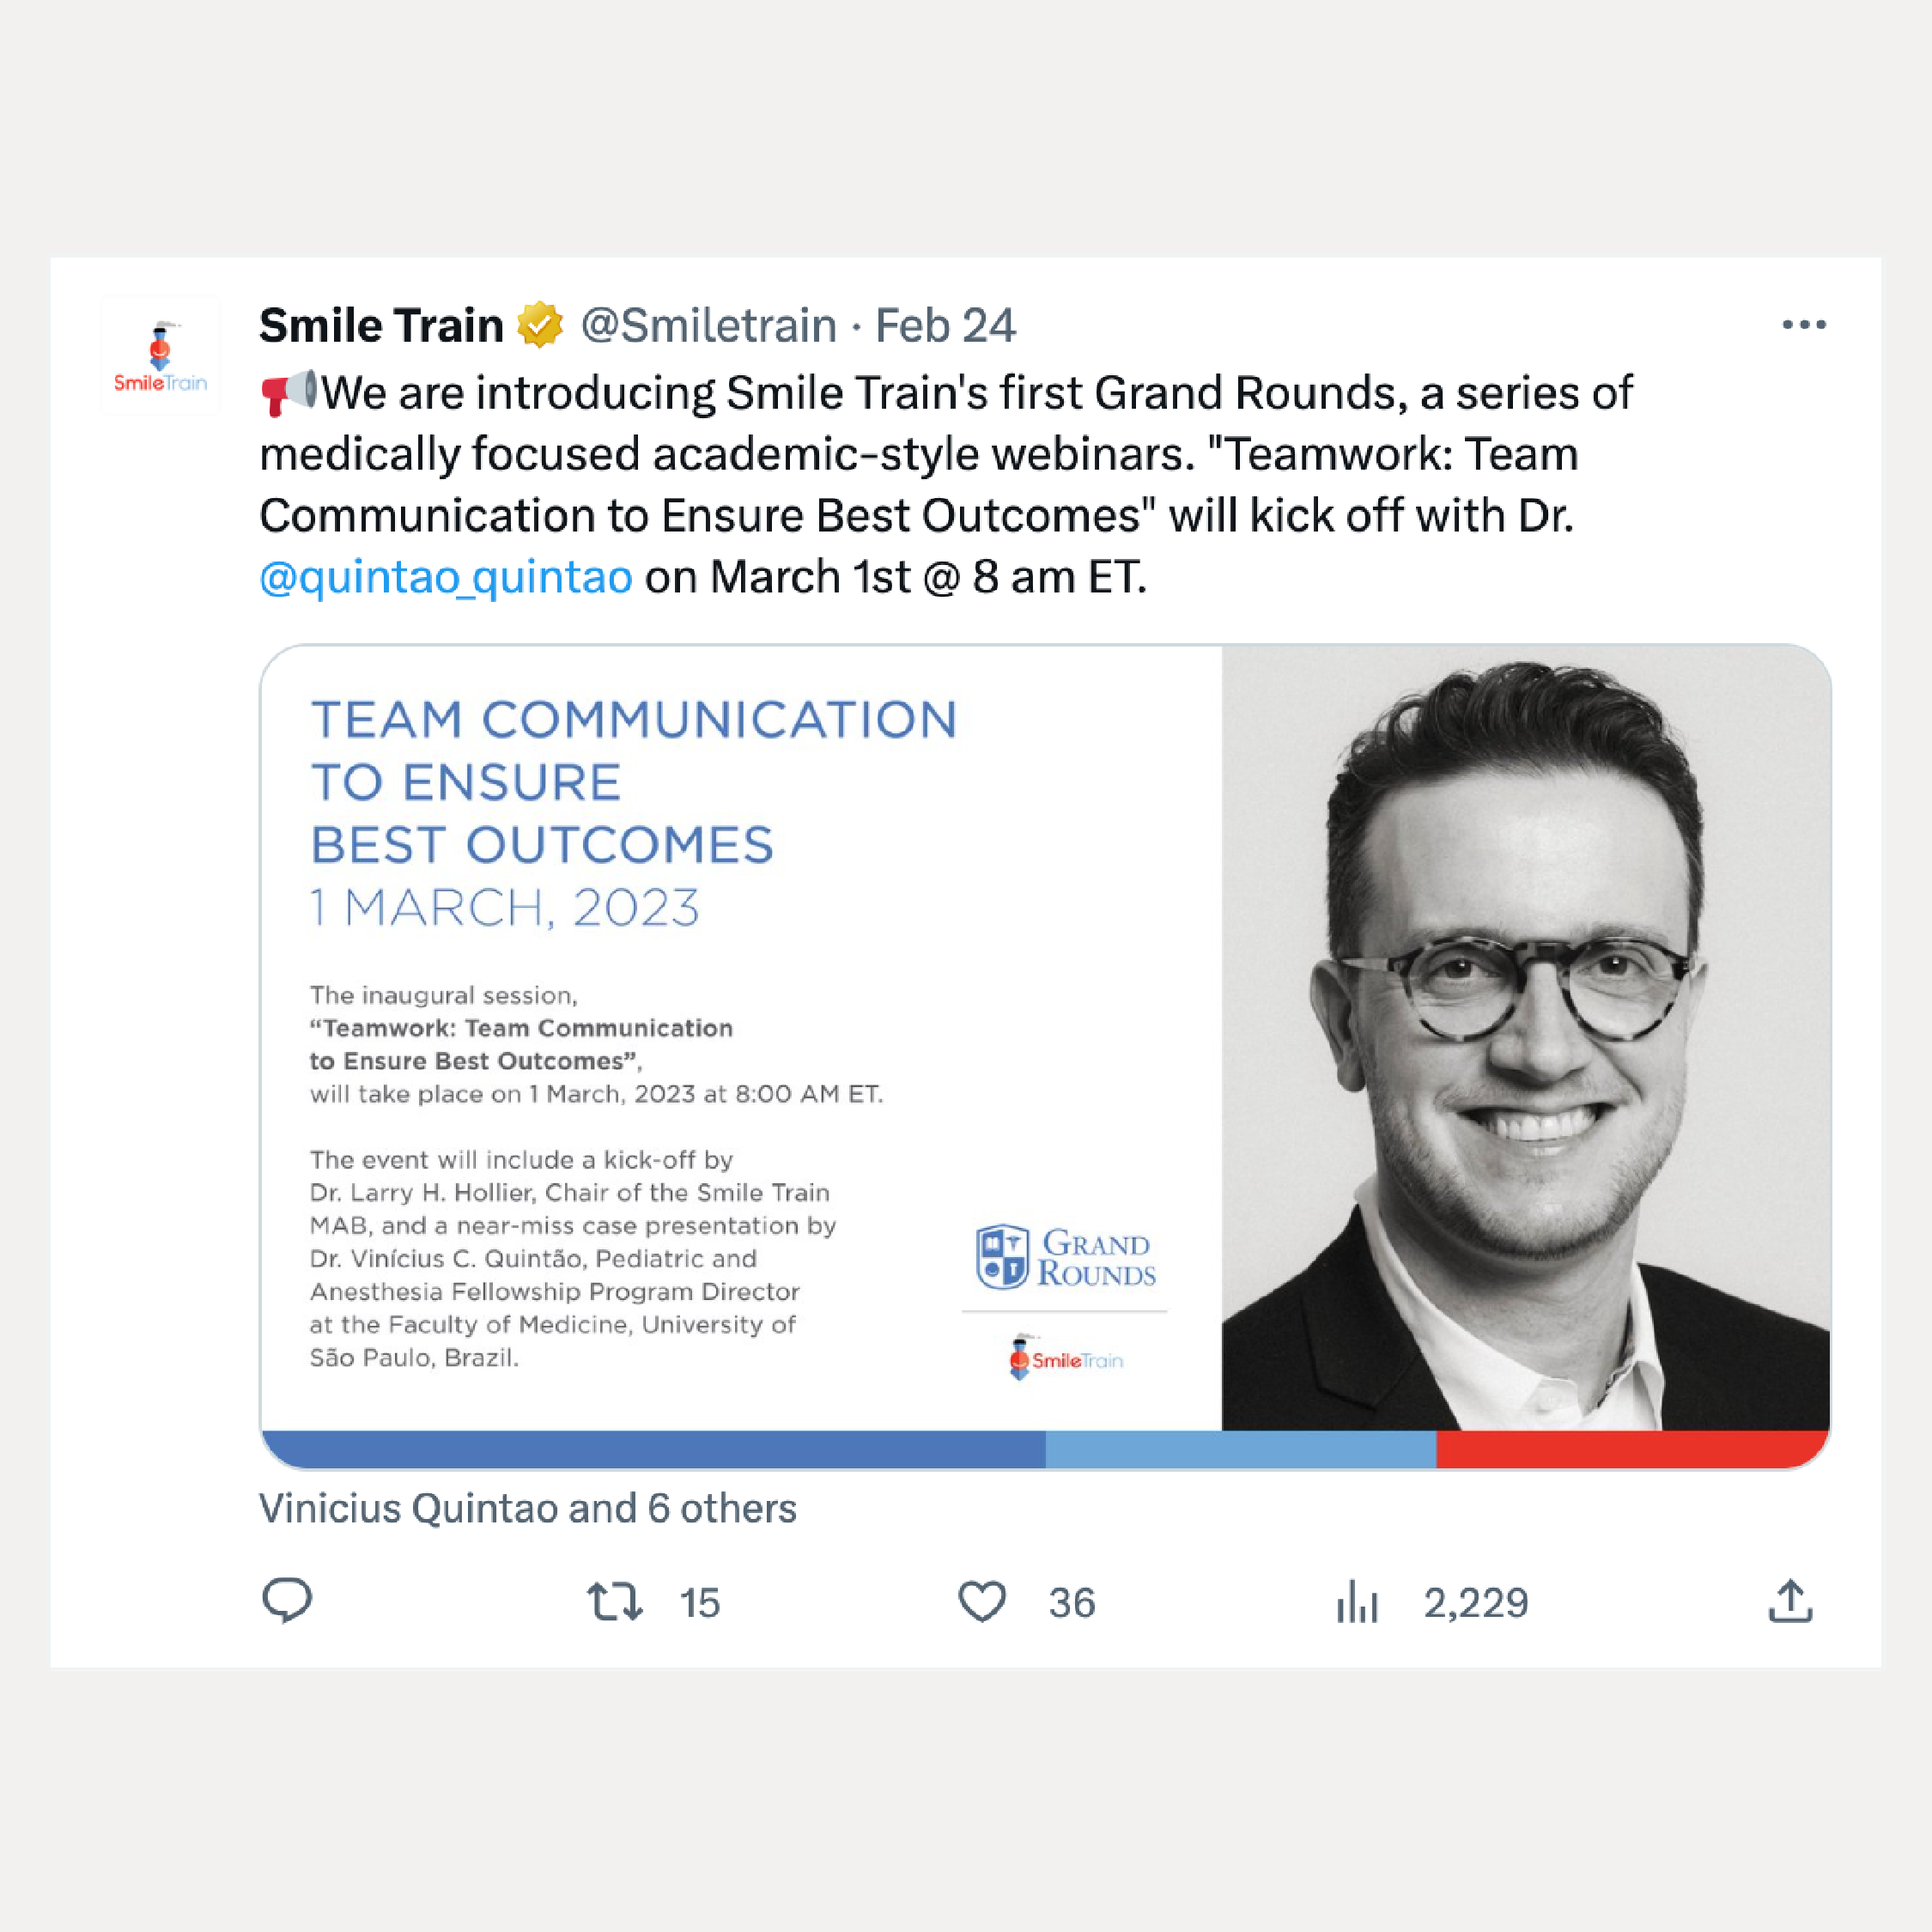 Smile Train @Smiletrain · Feb 24
SmileTrain
📢We are introducing Smile Train's first Grand Rounds, a series of
medically focused academic-style webinars. "Teamwork: Team
Communication to Ensure Best Outcomes" will kick off with Dr.
@quintao_quintao on March 1st @ 8 am ET.
TEAM COMMUNICATION
TO ENSURE
BEST OUTCOMES
1 MARCH, 2023
The inaugural session,
“Teamwork: Team Communication
to Ensure Best Outcomes”,
will take place on 1 March, 2023 at 8:00 AM ET.
The event will include a kick-off by
Dr. Larry H. Hollier, Chair of the Smile Train
MAB, and a near-miss case presentation by
Dr. Vinícius C. Quintão, Pediatric and
Anesthesia Fellowship Program Director
at the Faculty of Medicine, University of
São Paulo, Brazil.
GRAND
ROUNDS
SmileTrain
Vinicius Quintao and 6 others
15 36 2,229